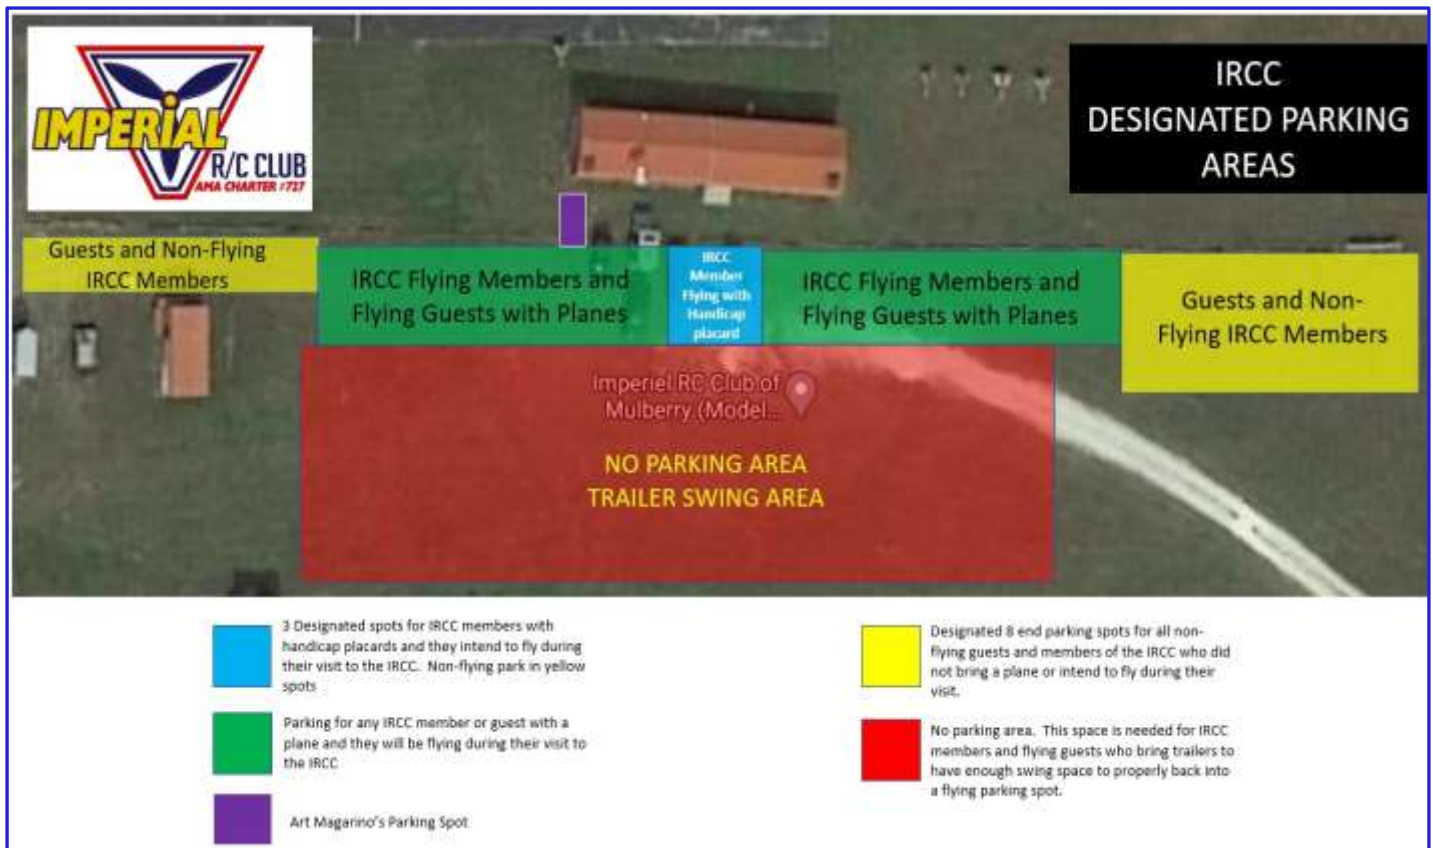 IMPERIAL
R/C CLUB
AMA CHARTER #737
IRCC
DESIGNATED PARKING
AREAS
Guests and Non-Flying
IRCC Members
IRCC Flying Members and
Flying Guests with Planes
IRCC
Member
Flying with
Handicap
placard
IRCC Flying Members and
Flying Guests with Planes
Guests and Non-
Flying IRCC Members
Imperiel RC Club of
Mulberry (Model...
NO PARKING AREA
TRAILER SWING AREA
3 Designated spots for IRCC members with
handicap placards and they intend to fly during
their visit to the IRCC. Non-flying park in yellow
spots
Parking for any IRCC member or guest with a
plane and they will be flying during their visit to
the IRCC
Art Magarino's Parking Spot
Designated 8 end parking spots for all non-
flying guests and members of the IRCC who did
not bring a plane or intend to fly during their
visit.
No parking area. This space is needed for IRCC
members and flying guests who bring trailers to
have enough swing space to properly back into
a flying parking spot.